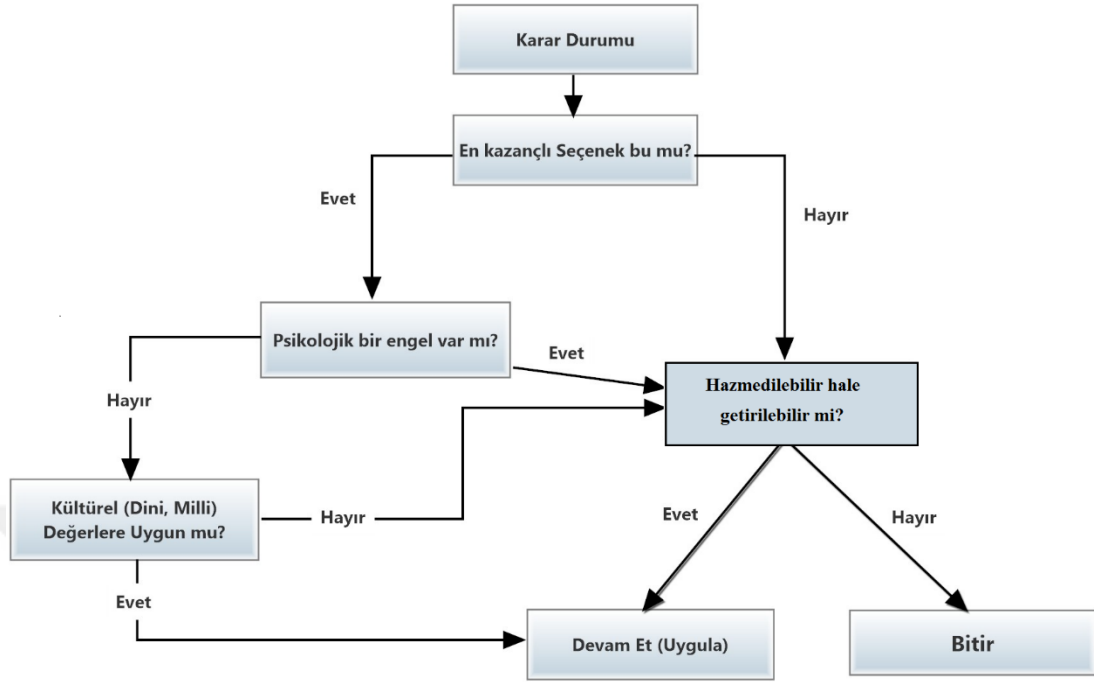 Karar Durumu
En kazançlı Seçenek bu mu?
Evet
Hayır
Psikolojik bir engel var mı?
Evet
Hazmedilebilir hale
getirilebilir mi?
Hayır
Kültürel (Dini, Milli)
Değerlere Uygun mu?
Hayır
Evet
Hayır
Evet
Devam Et (Uygula)
Bitir